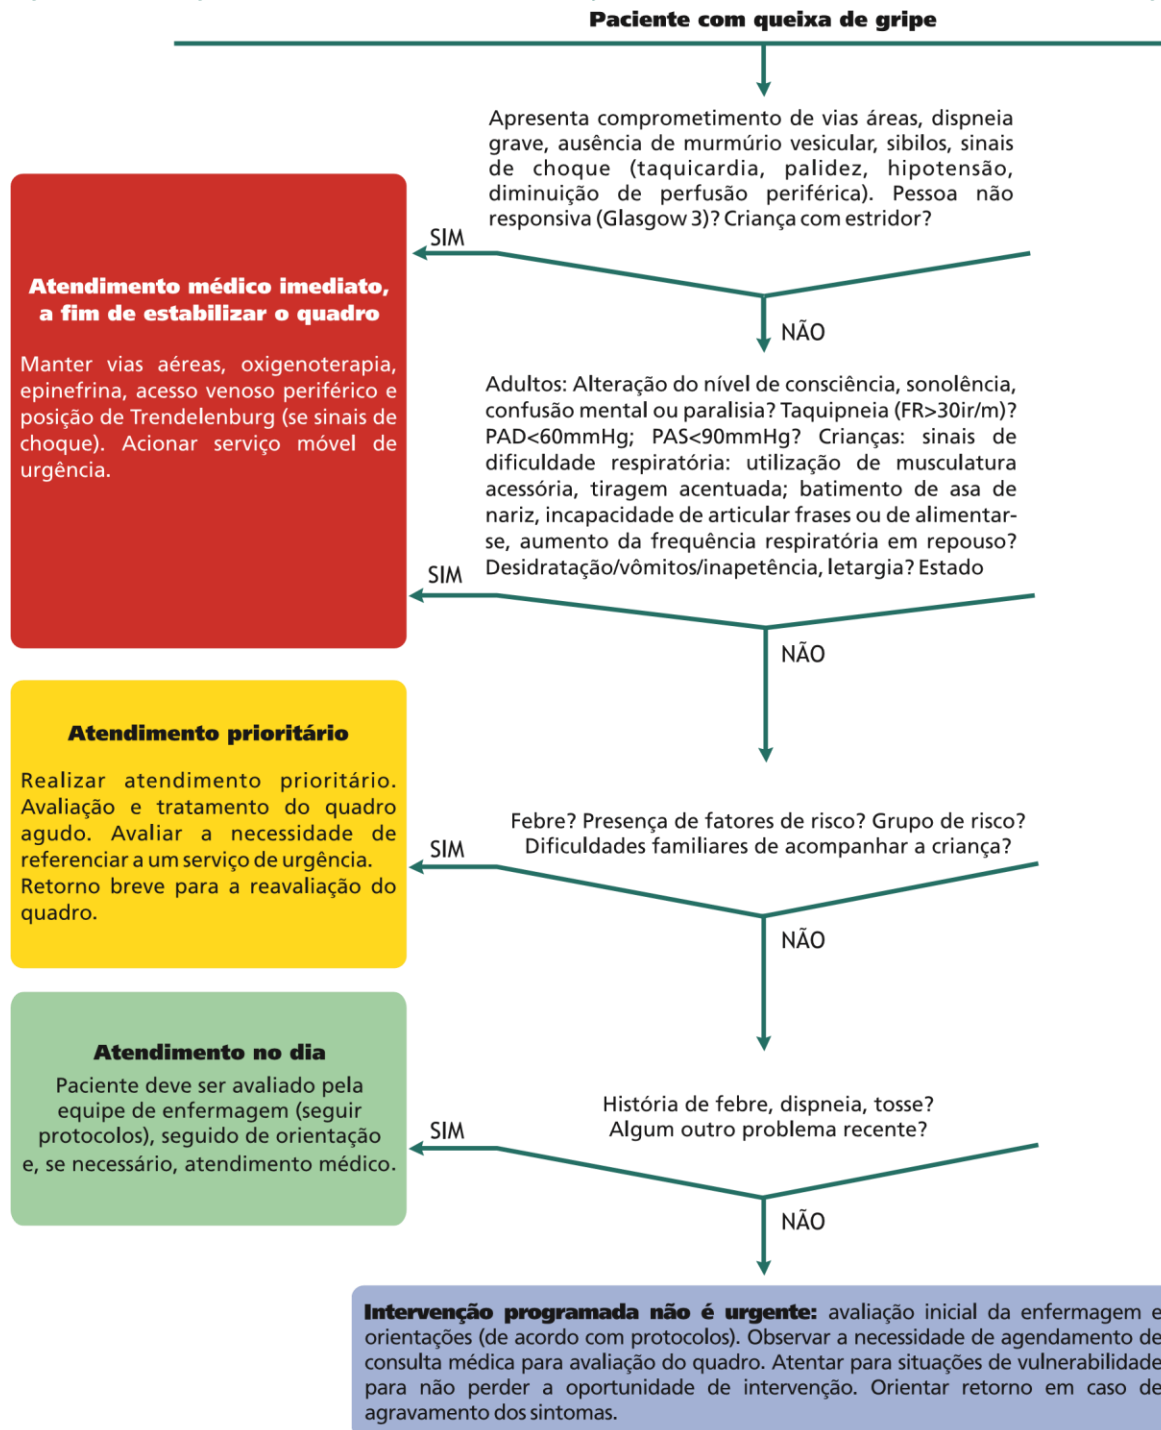 Paciente com queixa de gripe
Apresenta comprometimento de vias áreas, dispneia
grave, ausência de murmúrio vesicular, sibilos, sinais
de choque (taquicardia, palidez, hipotensão,
diminuição de perfusão periférica). Pessoa não
responsiva (Glasgow 3)? Criança com estridor?
SIM
NÃO
Atendimento médico imediato,
a fim de estabilizar o quadro
Manter vias aéreas, oxigenoterapia,
epinefrina, acesso venoso periférico e
posição de Trendelenburg (se sinais de
choque). Acionar serviço móvel de
urgência.
Adultos: Alteração do nível de consciência, sonolência,
confusão mental ou paralisia? Taquipneia (FR>30ir/m)?
PAD<60mmHg; PAS<90mmHg? Crianças: sinais de
dificuldade respiratória: utilização de musculatura
acessória, tiragem acentuada; batimento de asa de
nariz, incapacidade de articular frases ou de alimentar-
se, aumento da frequência respiratória em repouso?
Desidratação/vômitos/inapetência, letargia? Estado
SIM
NÃO
Atendimento prioritário
Realizar atendimento prioritário.
Avaliação e tratamento do quadro
agudo. Avaliar a necessidade de
referenciar a um serviço de urgência.
Retorno breve para a reavaliação do
quadro.
Febre? Presença de fatores de risco? Grupo de risco?
Dificuldades familiares de acompanhar a criança?
SIM
NÃO
Atendimento no dia
Paciente deve ser avaliado pela
equipe de enfermagem (seguir
protocolos), seguido de orientação
e, se necessário, atendimento médico.
História de febre, dispneia, tosse?
Algum outro problema recente?
SIM
NÃO
Intervenção programada não é urgente: avaliação inicial da enfermagem e
orientações (de acordo com protocolos). Observar a necessidade de agendamento de
consulta médica para avaliação do quadro. Atentar para situações de vulnerabilidade
para não perder a oportunidade de intervenção. Orientar retorno em caso de
agravamento dos sintomas.